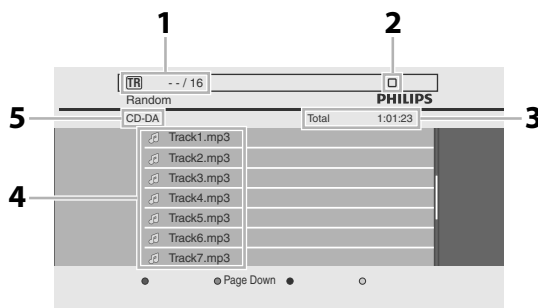 1 2
TR - - / 16
Random PHILIPS
5 CD-DA Total 1:01:23 3
Track1.mp3
Track2.mp3
Track3.mp3
4 Track4.mp3
Track5.mp3
Track6.mp3
Track7.mp3
Page Down